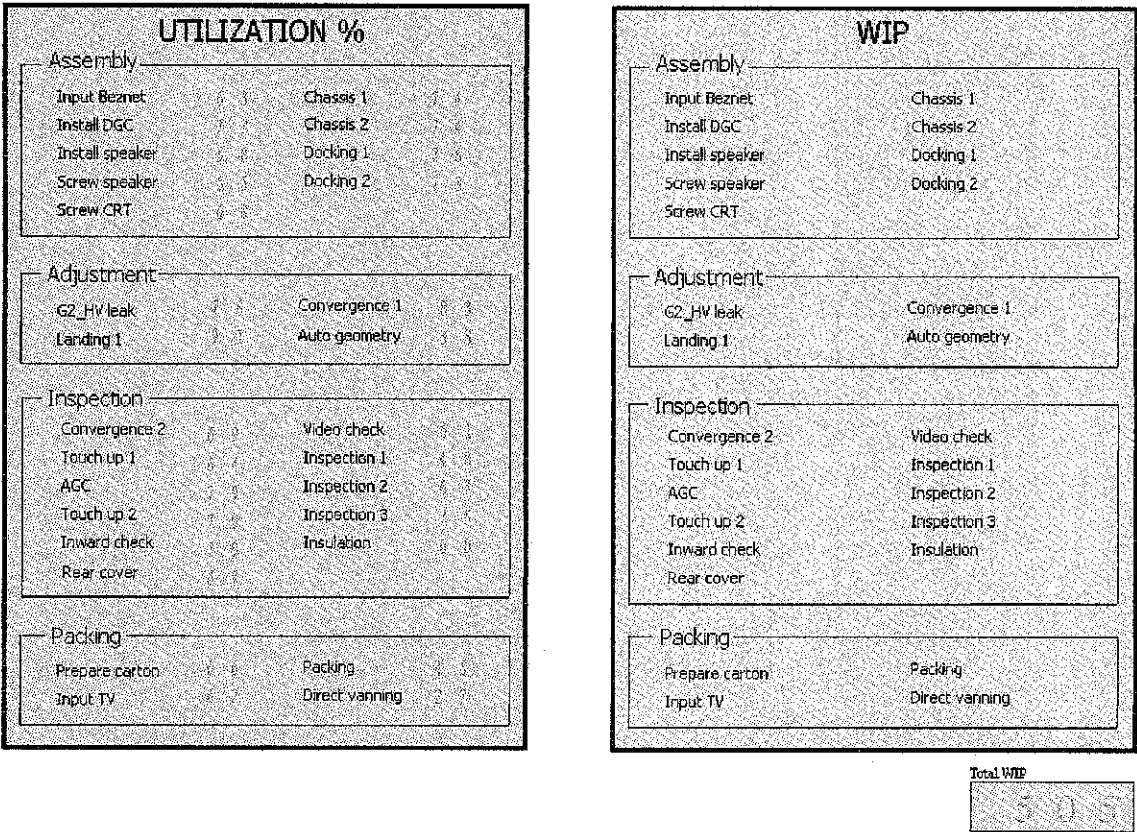 UTILIZATION %
Assembly
Input Beznet Chassis 1
Install DGC Chassis 2
Install speaker Docking 1
Screw speaker Docking 2
Screw CRT
Adjustment
G2_HV leak Convergence 1
Landing 1 Auto geometry
Inspection
Convergence 2 Video check
Touch up 1 Inspection 1
AGC Inspection 2
Touch up 2 Inspection 3
Inward check Insulation
Rear cover
Packing
Prepare carton Packing
Input TV Direct vanning
WIP
Assembly
Input Beznet Chassis 1
Install DGC Chassis 2
Install speaker Docking 1
Screw speaker Docking 2
Screw CRT
Adjustment
G2_HV leak Convergence 1
Landing 1 Auto geometry
Inspection
Convergence 2 Video check
Touch up 1 Inspection 1
AGC Inspection 2
Touch up 2 Inspection 3
Inward check Insulation
Rear cover
Packing
Prepare carton Packing
Input TV Direct vanning
Total WIP